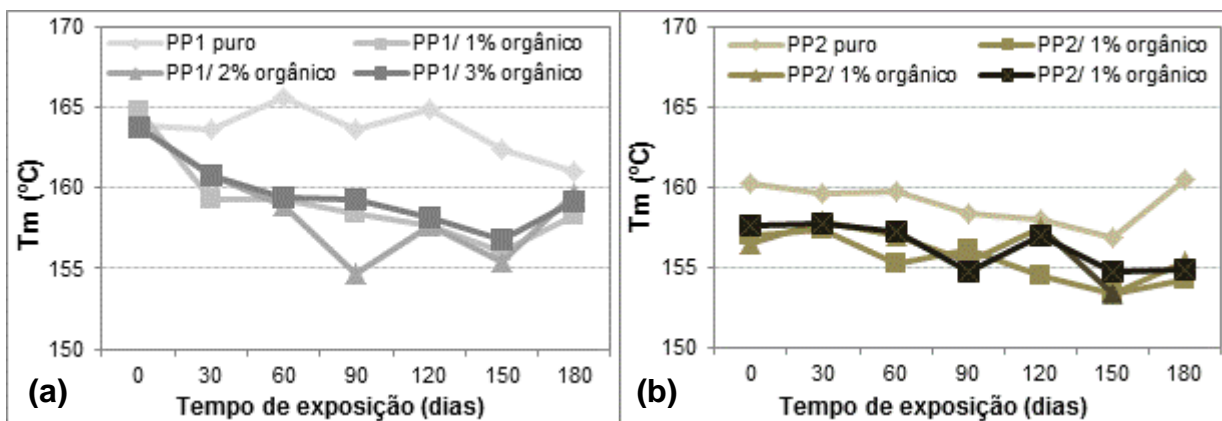 170
165
160
155
150
Tm (ºC)
PP1 puro
PP1/ 1% orgânico
PP1/ 2% orgânico
PP1/ 3% orgânico
0 30 60 90 120 150 180
Tempo de exposição (dias)
(a)
170
165
160
155
150
Tm (ºC)
PP2 puro
PP2/ 1% orgânico
PP2/ 1% orgânico
PP2/ 1% orgânico
0 30 60 90 120 150 180
Tempo de exposição (dias)
(b)